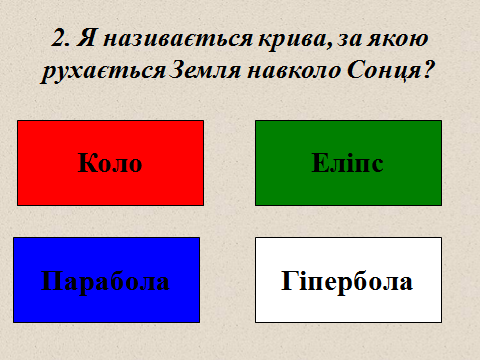 2. Я називається крива, за якою
рухається Земля навколо Сонця?
Коло
Еліпс
Парабола
Гіпербола